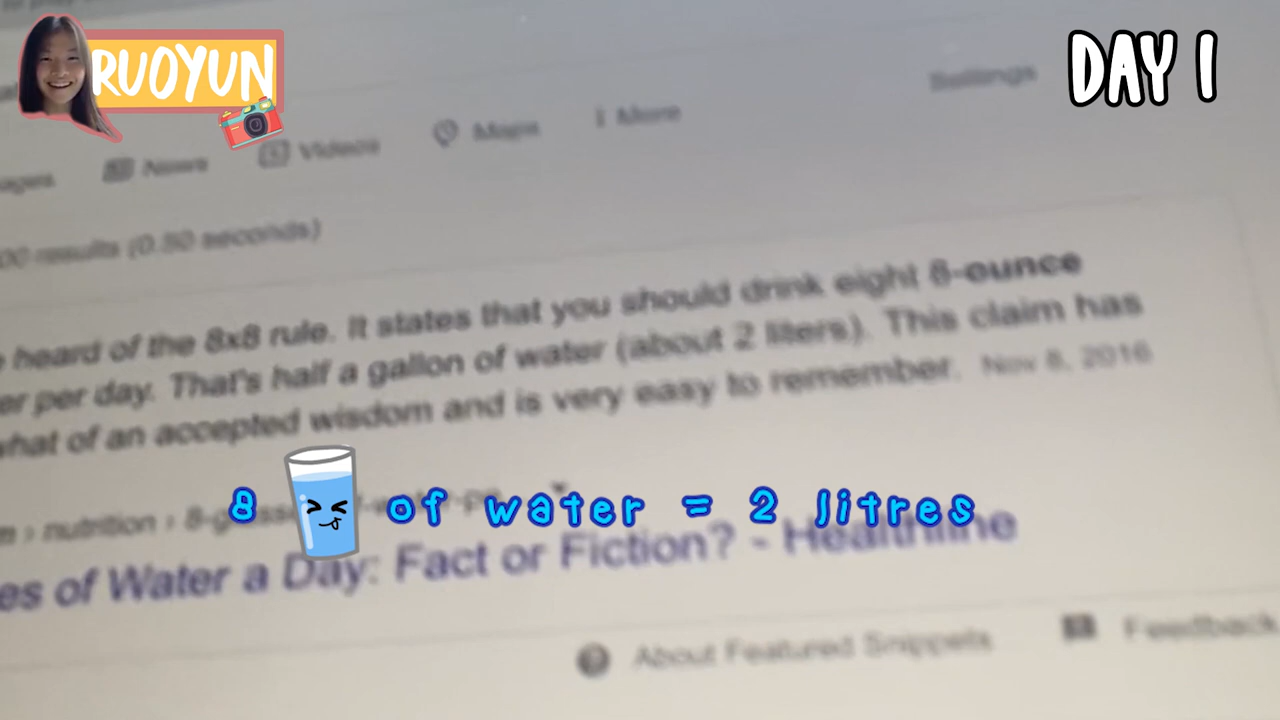 RUOYUN
DAY 1
Settings
News Videos Maps More
results (0.50 seconds)
heard of the 8x8 rule. It states that you should drink eight 8-ounce
per day. That's half a gallon of water (about 2 liters). This claim has
of an accepted wisdom and is very easy to remember. Nov 8, 2016
8 of water = 2 litres
› nutrition ›
of Water a Day: Fact or Fiction? - Healthline
About Featured Snippets Feedback